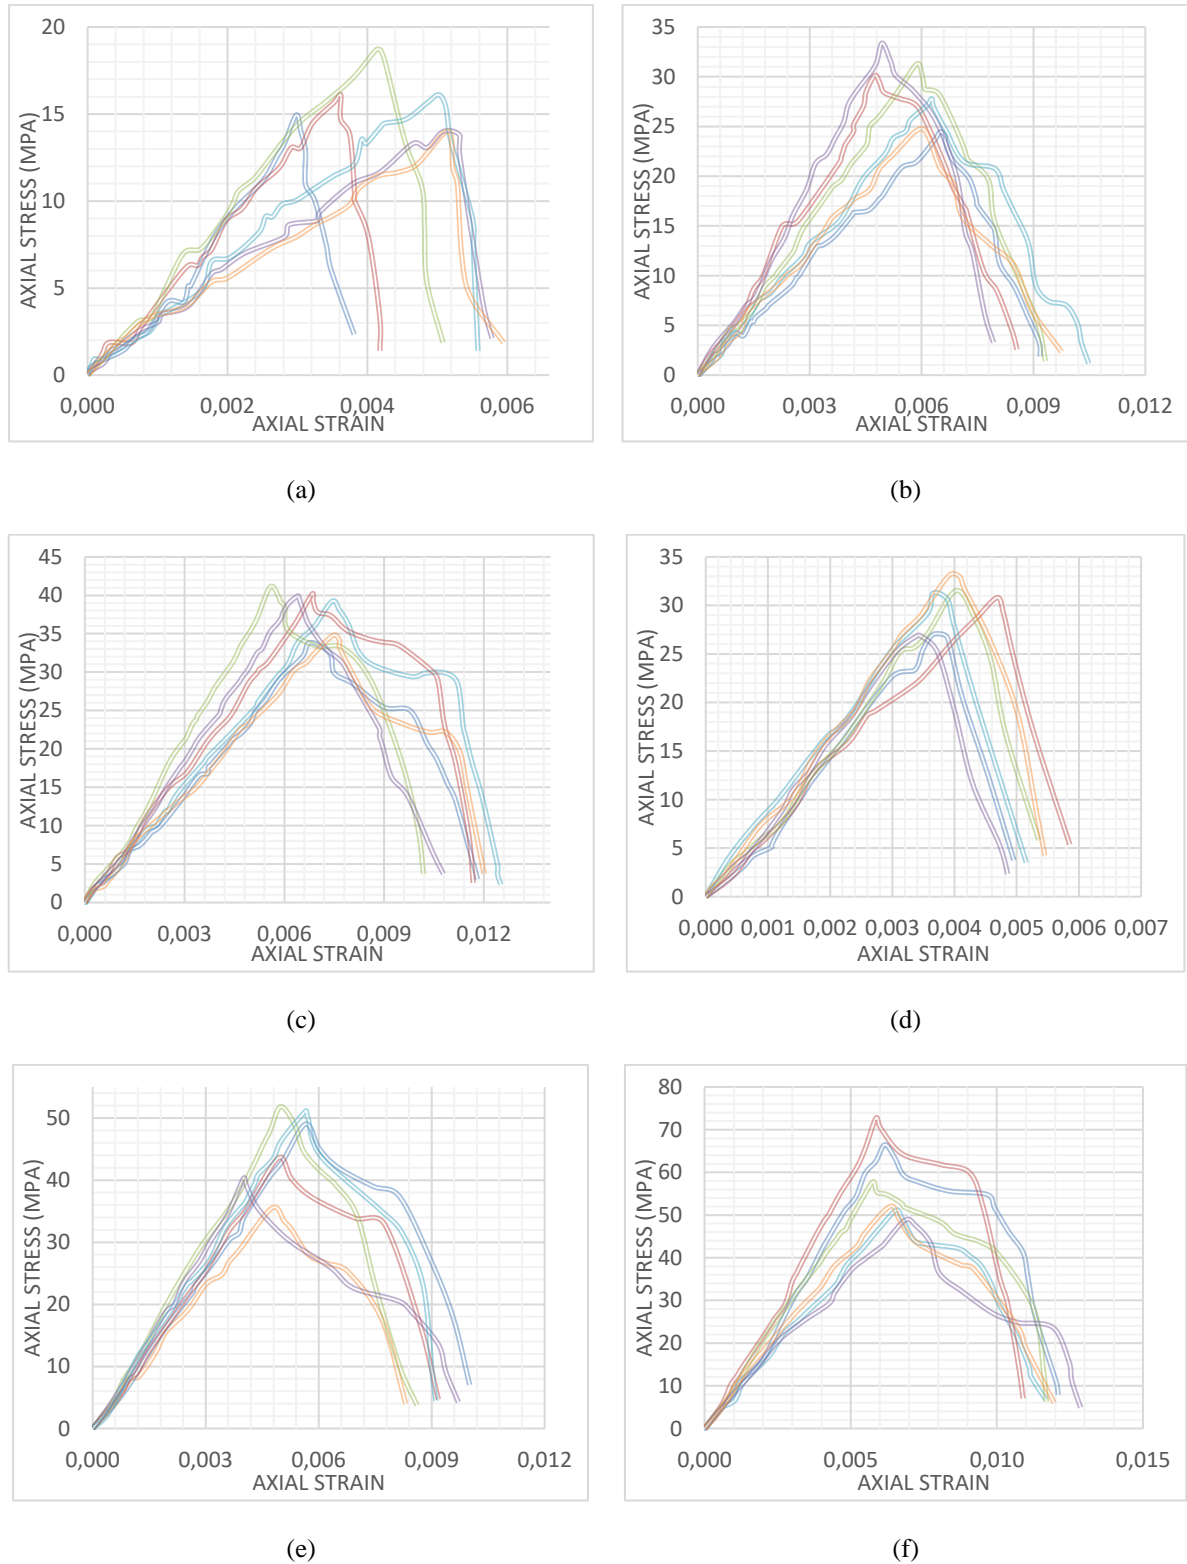 20
15
10
5
0
0,000 0,002 0,004 0,006
AXIAL STRAIN
AXIAL STRESS (MPA)
(a)
35
30
25
20
15
10
5
0
0,000 0,003 0,006 0,009 0,012
AXIAL STRAIN
AXIAL STRESS (MPA)
(b)
45
40
35
30
25
20
15
10
5
0
0,000 0,003 0,006 0,009 0,012
AXIAL STRAIN
AXIAL STRESS (MPA)
(c)
35
30
25
20
15
10
5
0
0,000 0,001 0,002 0,003 0,004 0,005 0,006 0,007
AXIAL STRAIN
AXIAL STRESS (MPA)
(d)
50
40
30
20
10
0
0,000 0,003 0,006 0,009 0,012
AXIAL STRAIN
AXIAL STRESS (MPA)
(e)
80
70
60
50
40
30
20
10
0
0,000 0,005 0,010 0,015
AXIAL STRAIN
AXIAL STRESS (MPA)
(f)